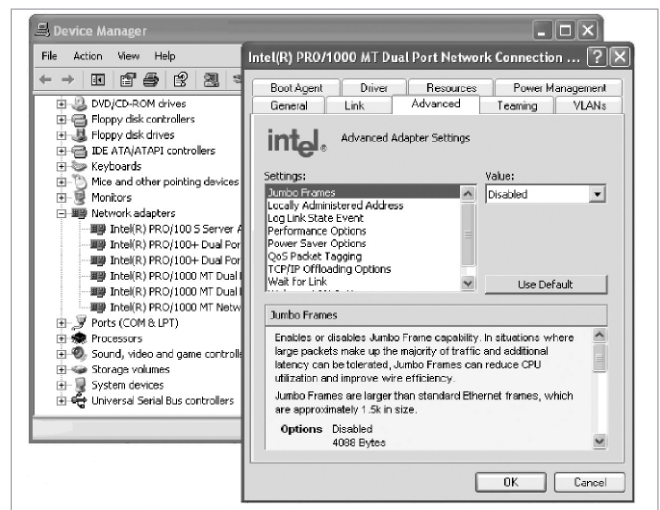 Device Manager
File Action View Help
DVD/CD-ROM drives
Floppy disk controllers
Floppy disk drives
IDE ATA/ATAPI controllers
Keyboards
Mice and other pointing devices
Monitors
Network adapters
Intel(R) PRO/100 S Server A
Intel(R) PRO/100+ Dual Por
Intel(R) PRO/100+ Dual Por
Intel(R) PRO/1000 MT Dual
Intel(R) PRO/1000 MT Dual
Intel(R) PRO/1000 MT Netw
Ports (COM & LPT)
Processors
Sound, video and game controlle
Storage volumes
System devices
Universal Serial Bus controllers
Intel(R) PRO/1000 MT Dual Port Network Connection ...
Boot Agent Driver Resources Power Management
General Link Advanced Teaming VLANs
intel® Advanced Adapter Settings
Settings:
Jumbo Frames
Locally Administered Address
Log Link State Event
Performance Options
Power Saver Options
QoS Packet Tagging
TCP/IP Offloading Options
Wait for Link
Value:
Disabled
Use Default
Jumbo Frames
Enables or disables Jumbo Frame capability. In situations where
large packets make up the majority of traffic and additional
latency can be tolerated, Jumbo Frames can reduce CPU
utilization and improve wire efficiency.
Jumbo Frames are larger than standard Ethernet frames, which
are approximately 1.5k in size.
Options Disabled
4088 Bytes
OK Cancel